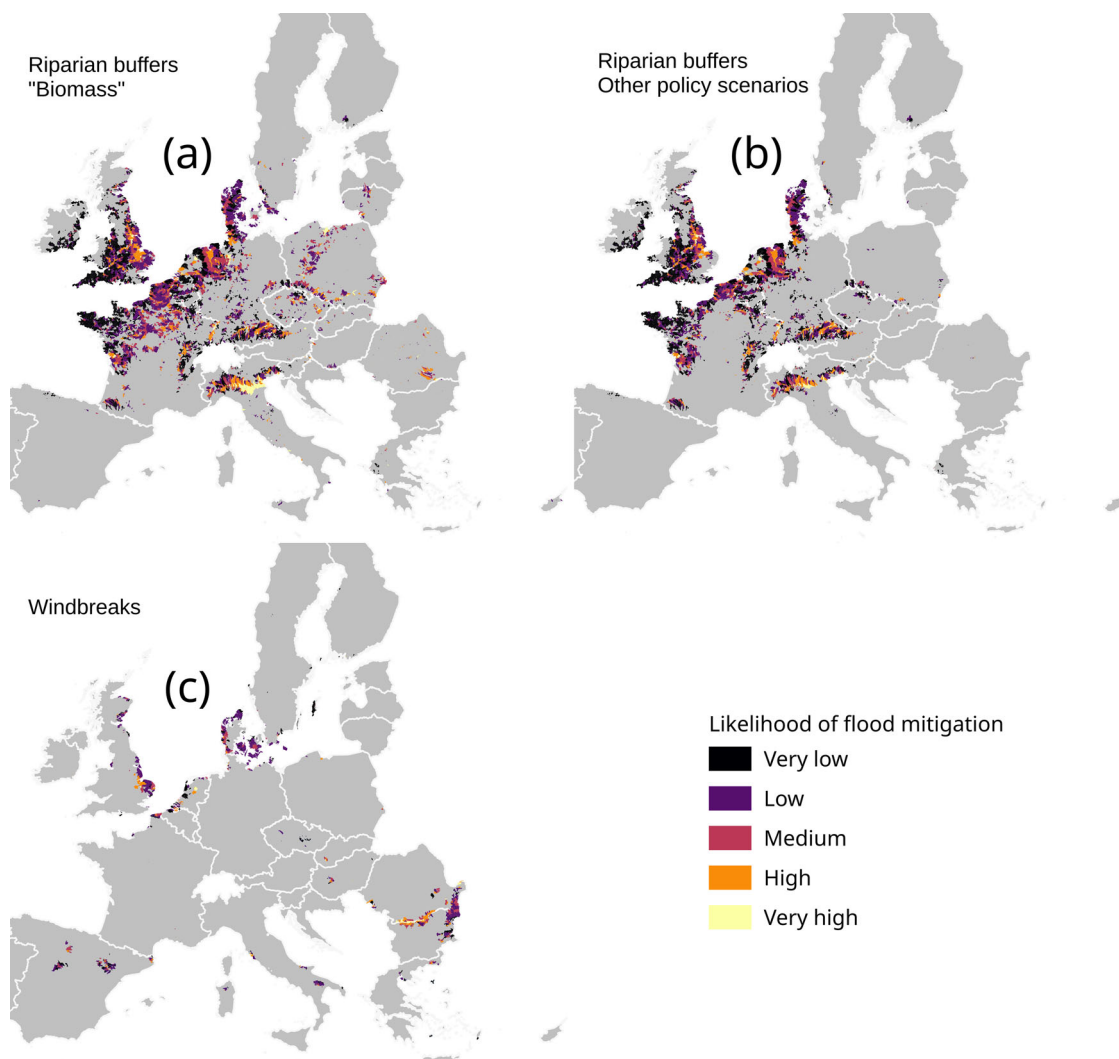 Riparian buffers
"Biomass"
(a)
Riparian buffers
Other policy scenarios
(b)
Windbreaks
(c)
Likelihood of flood mitigation
Very low
Low
Medium
High
Very high